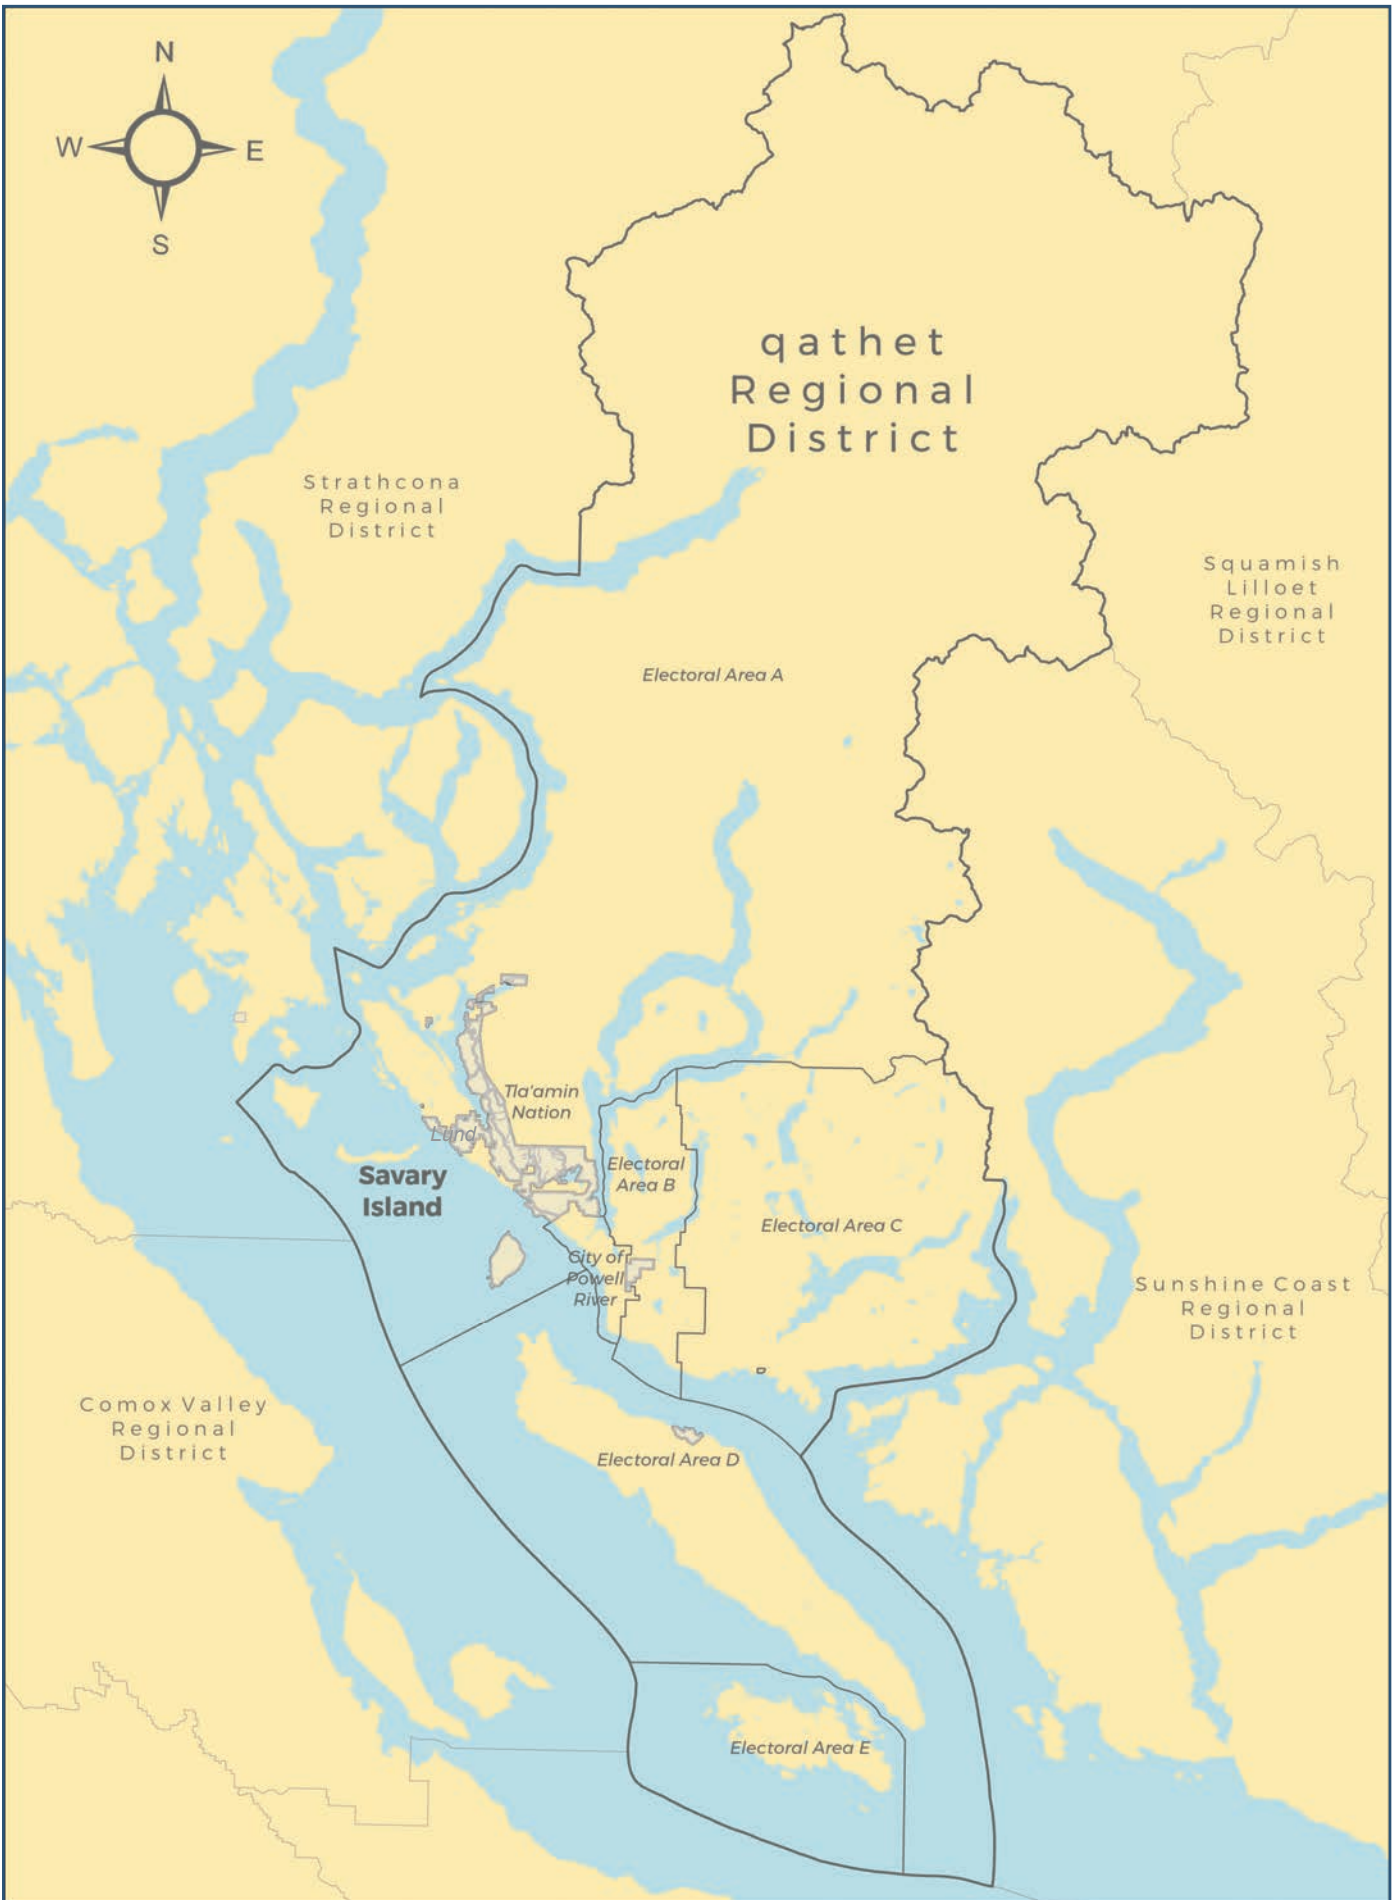 N
W E
S
qathet
Regional
District
Strathcona
Regional
District
Squamish
Lilloet
Regional
District
Electoral Area A
Tla'amin
Nation
Lund
Savary
Island
Electoral
Area B
Electoral Area C
City of
Powell
River
Sunshine Coast
Regional
District
Comox Valley
Regional
District
Electoral Area D
Electoral Area E